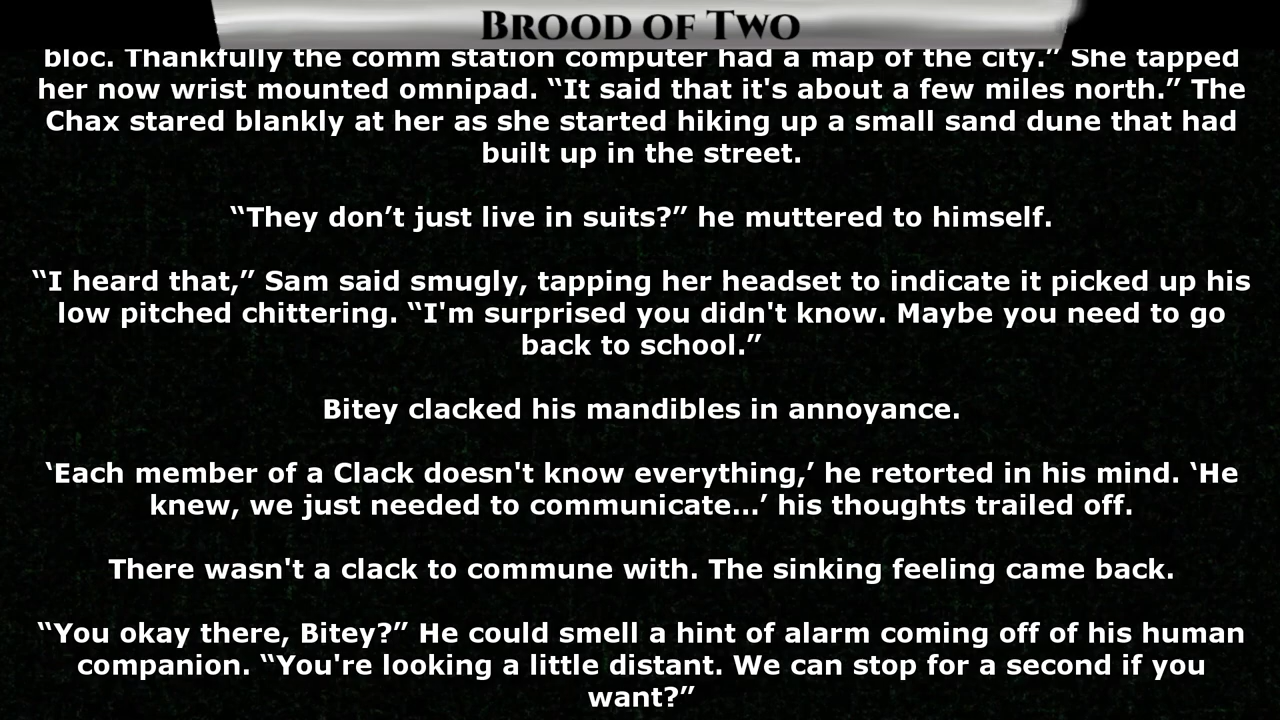 Brood of Two
bloc. Thankfully the comm station computer had a map of the city.” She tapped
her now wrist mounted omnipad. “It said that it's about a few miles north.” The
Chax stared blankly at her as she started hiking up a small sand dune that had
built up in the street.
“They don’t just live in suits?” he muttered to himself.
“I heard that,” Sam said smugly, tapping her headset to indicate it picked up his
low pitched chittering. “I'm surprised you didn't know. Maybe you need to go
back to school.”
Bitey clacked his mandibles in annoyance.
‘Each member of a Clack doesn't know everything,’ he retorted in his mind. ‘He
knew, we just needed to communicate...’ his thoughts trailed off.
There wasn't a clack to commune with. The sinking feeling came back.
“You okay there, Bitey?” He could smell a hint of alarm coming off of his human
companion. “You're looking a little distant. We can stop for a second if you
want?”